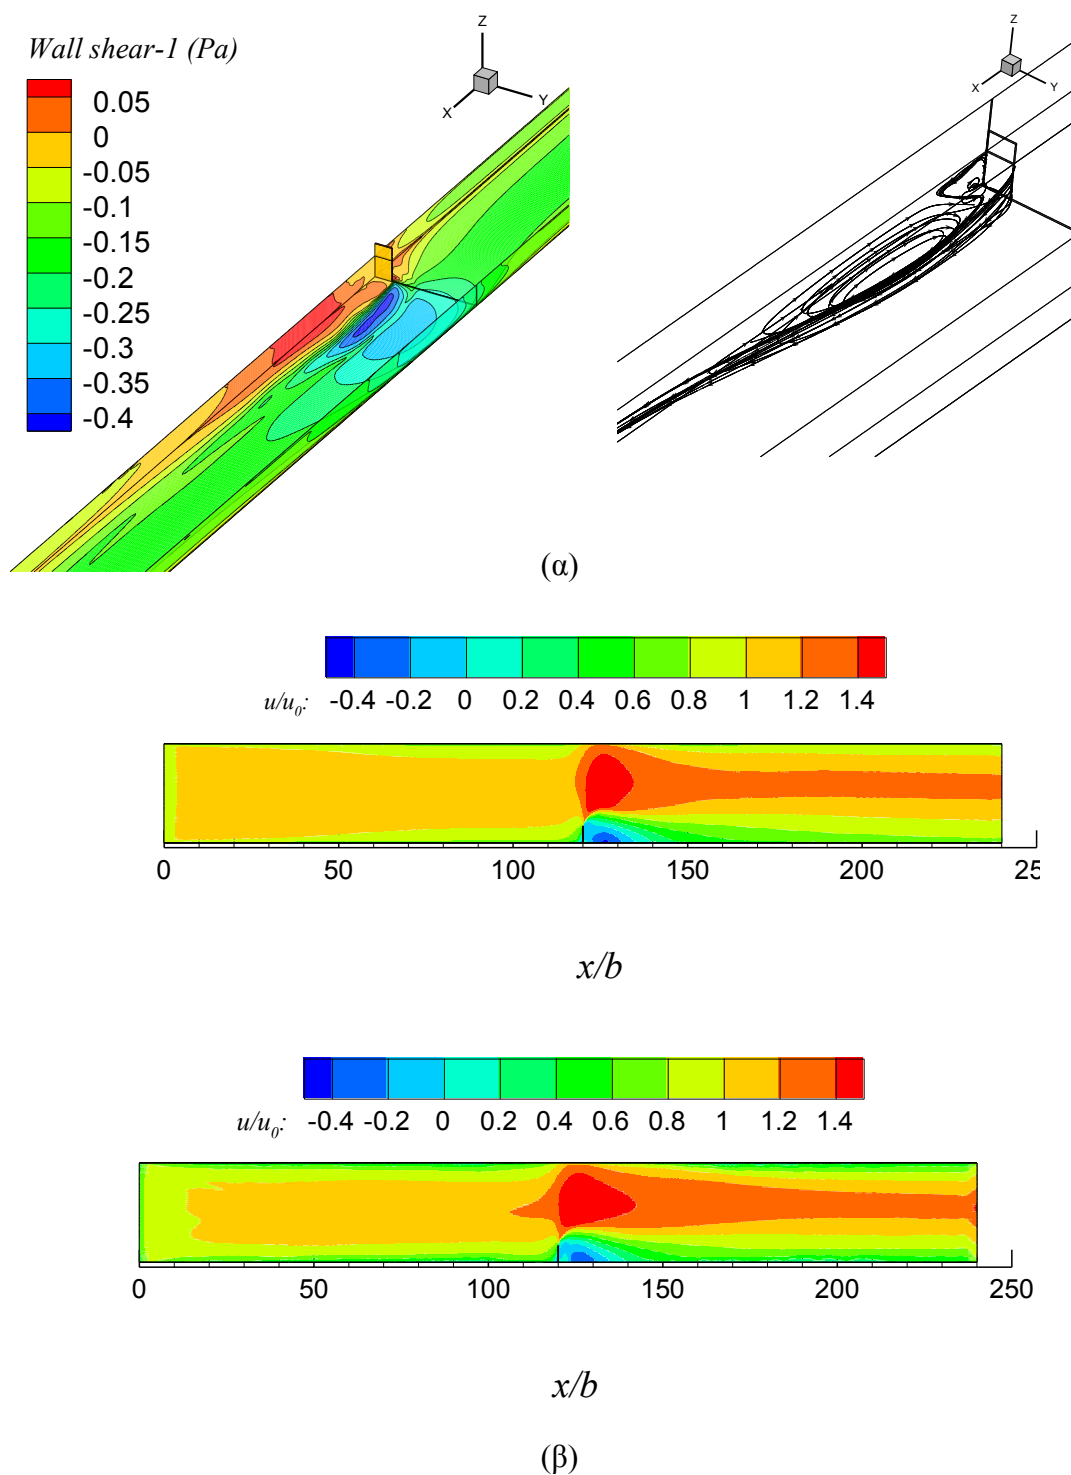 Wall shear-1 (Pa)
0.05
0
-0.05
-0.1
-0.15
-0.2
-0.25
-0.3
-0.35
-0.4
Z
X
Y
Z
X
Y
(α)
u/u0: -0.4 -0.2 0 0.2 0.4 0.6 0.8 1 1.2 1.4
0 50 100 150 200 25
x/b
u/u0: -0.4 -0.2 0 0.2 0.4 0.6 0.8 1 1.2 1.4
0 50 100 150 200 250
x/b
(β)